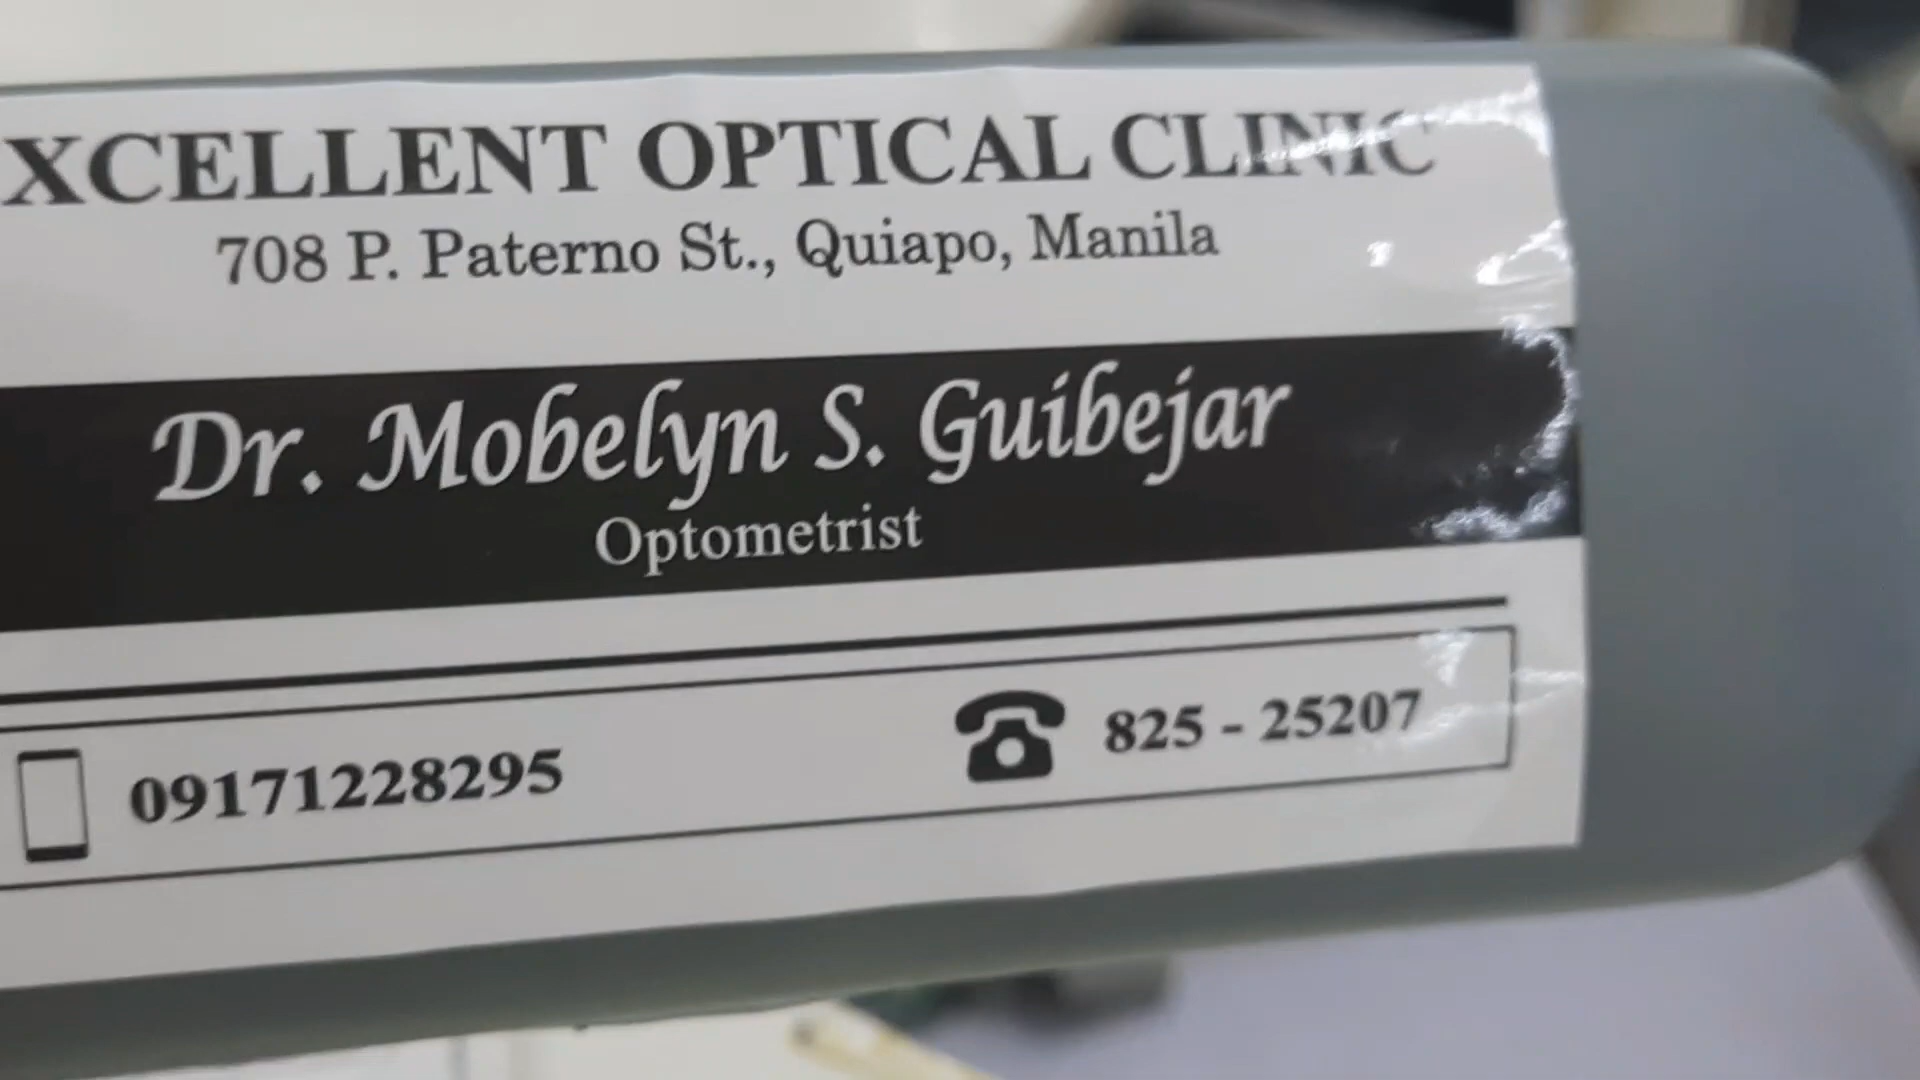 XCELLENT OPTICAL CLINIC
708 P. Paterno St., Quiapo, Manila
Dr. Mobelyn S. Guibejar
Optometrist
09171228295
825 - 25207